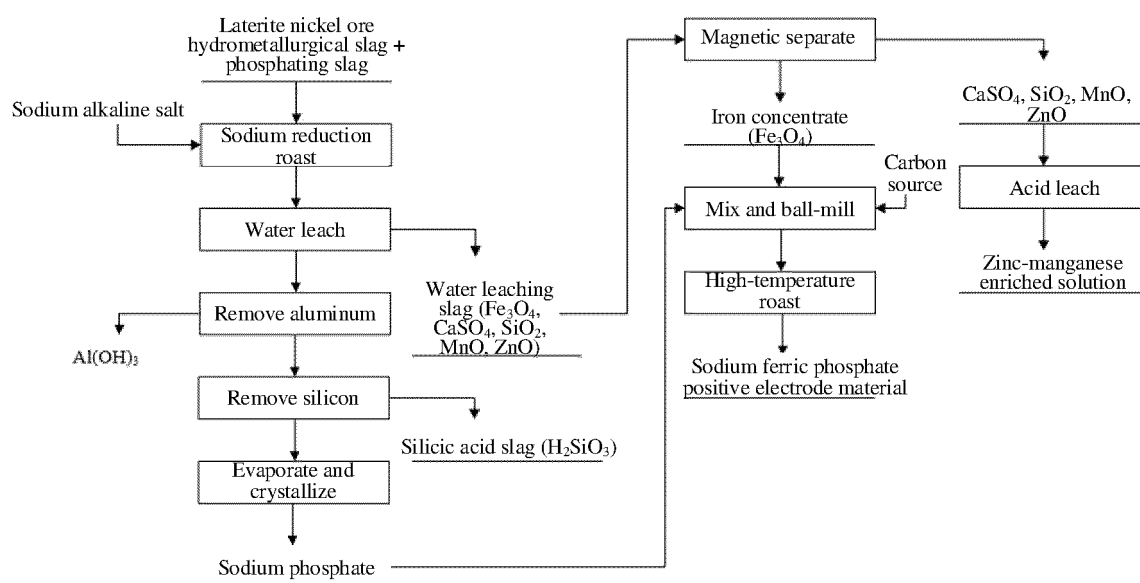 Laterite nickel ore
hydrometallurgical slag +
phosphating slag
Sodium alkaline salt
Sodium reduction
roast
Water leach
Water leaching
slag (Fe₃O₄,
CaSO₄, SiO₂,
MnO, ZnO)
Remove aluminum
Al(OH)₃
Remove silicon
Silicic acid slag (H₂SiO₃)
Evaporate and
crystallize
Sodium phosphate
Magnetic separate
Iron concentrate
(Fe₃O₄)
Carbon
source
Mix and ball-mill
High-temperature
roast
Sodium ferric phosphate
positive electrode material
CaSO₄, SiO₂, MnO,
ZnO
Acid leach
Zinc-manganese
enriched solution